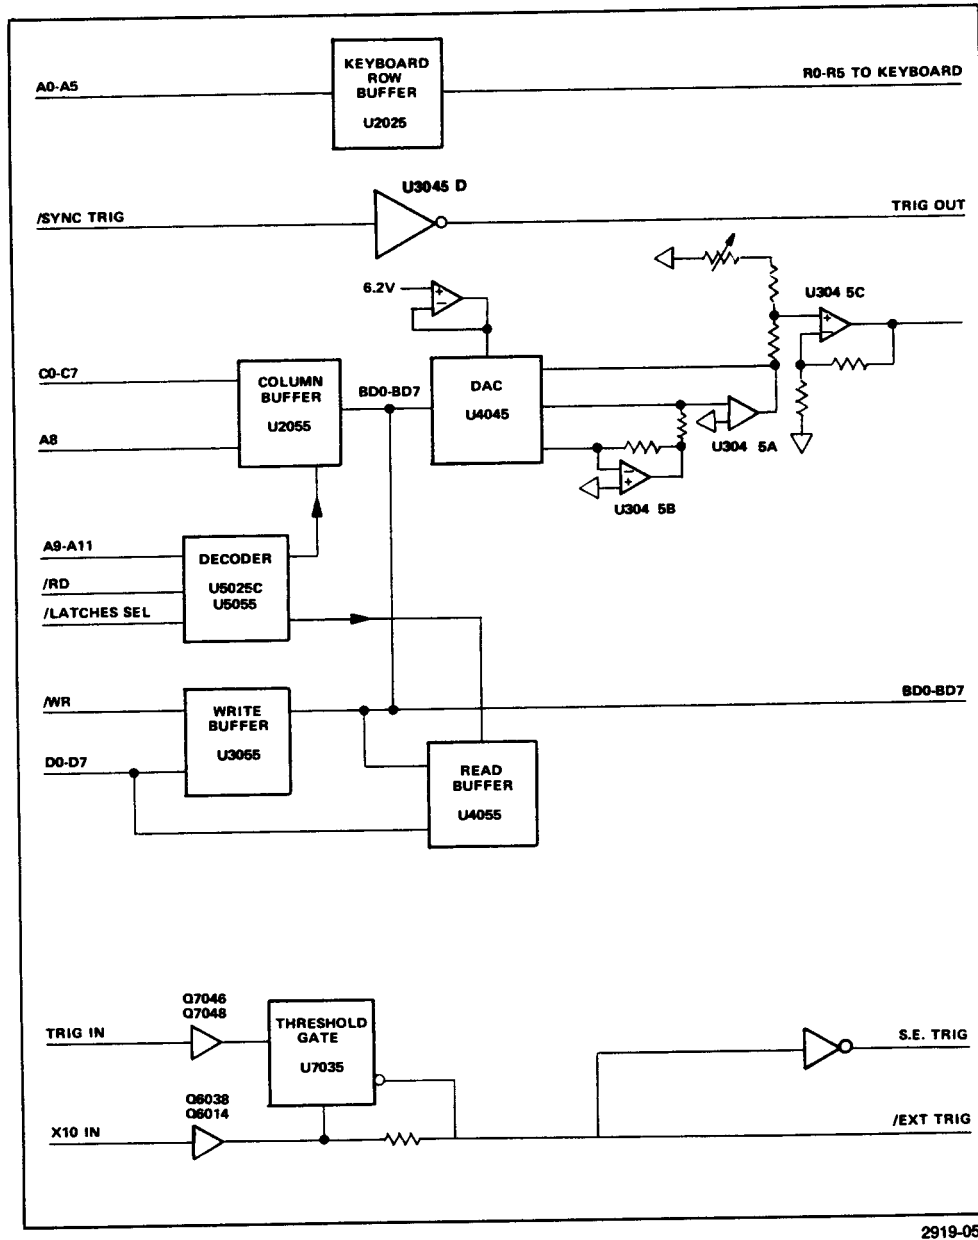 KEYBOARD
ROW
BUFFER
U2025
A0-A5
R0-R5 TO KEYBOARD
U3045 D
/SYNC TRIG
TRIG OUT
6.2V
+
−
U304 5C
+
−
C0-C7
COLUMN
BUFFER
U2055
BD0-BD7
DAC
U4045
A8
U304 5A
−
+
U304 5B
A9-A11
DECODER
U5025C
U5055
/RD
/LATCHES SEL
/WR
WRITE
BUFFER
U3055
BD0-BD7
D0-D7
READ
BUFFER
U4055
Q7046
Q7048
TRIG IN
THRESHOLD
GATE
U7035
S.E. TRIG
Q6038
Q6014
X10 IN
/EXT TRIG
2919-05